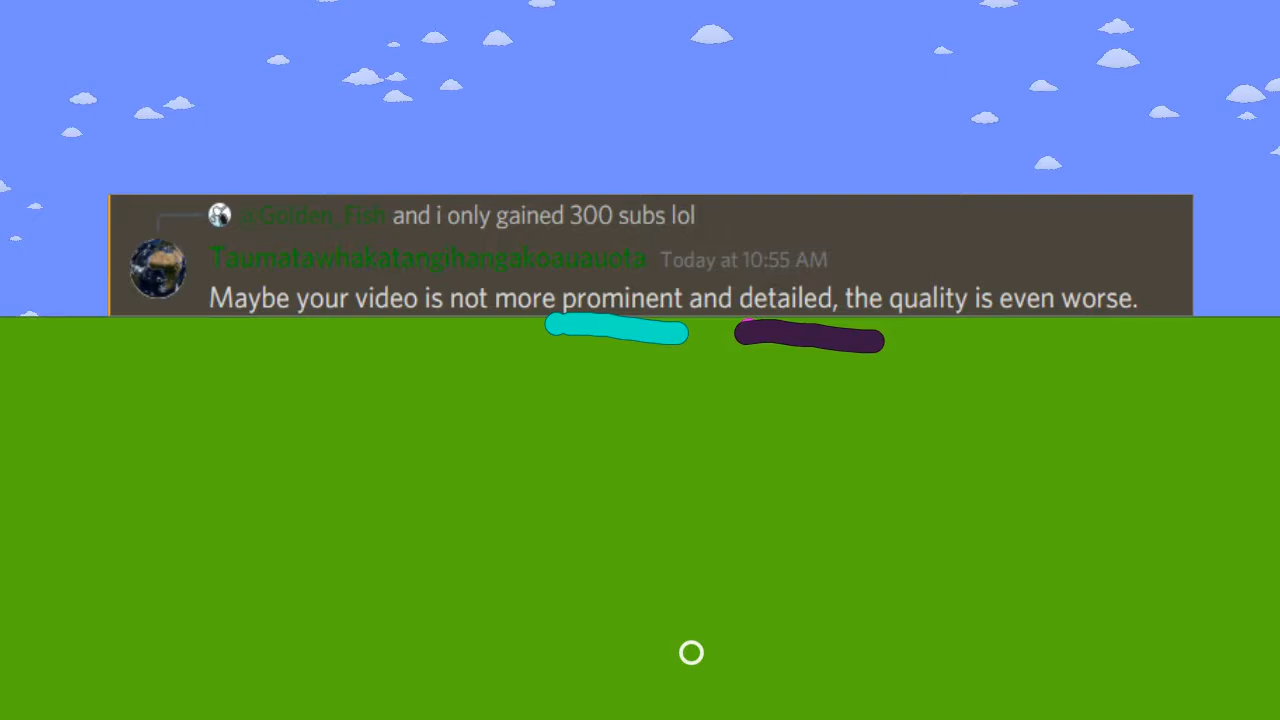 @Golden_Fish and i only gained 300 subs lol
Taumatawhakatangihangakoauauota Today at 10:55 AM
Maybe your video is not more prominent and detailed, the quality is even worse.